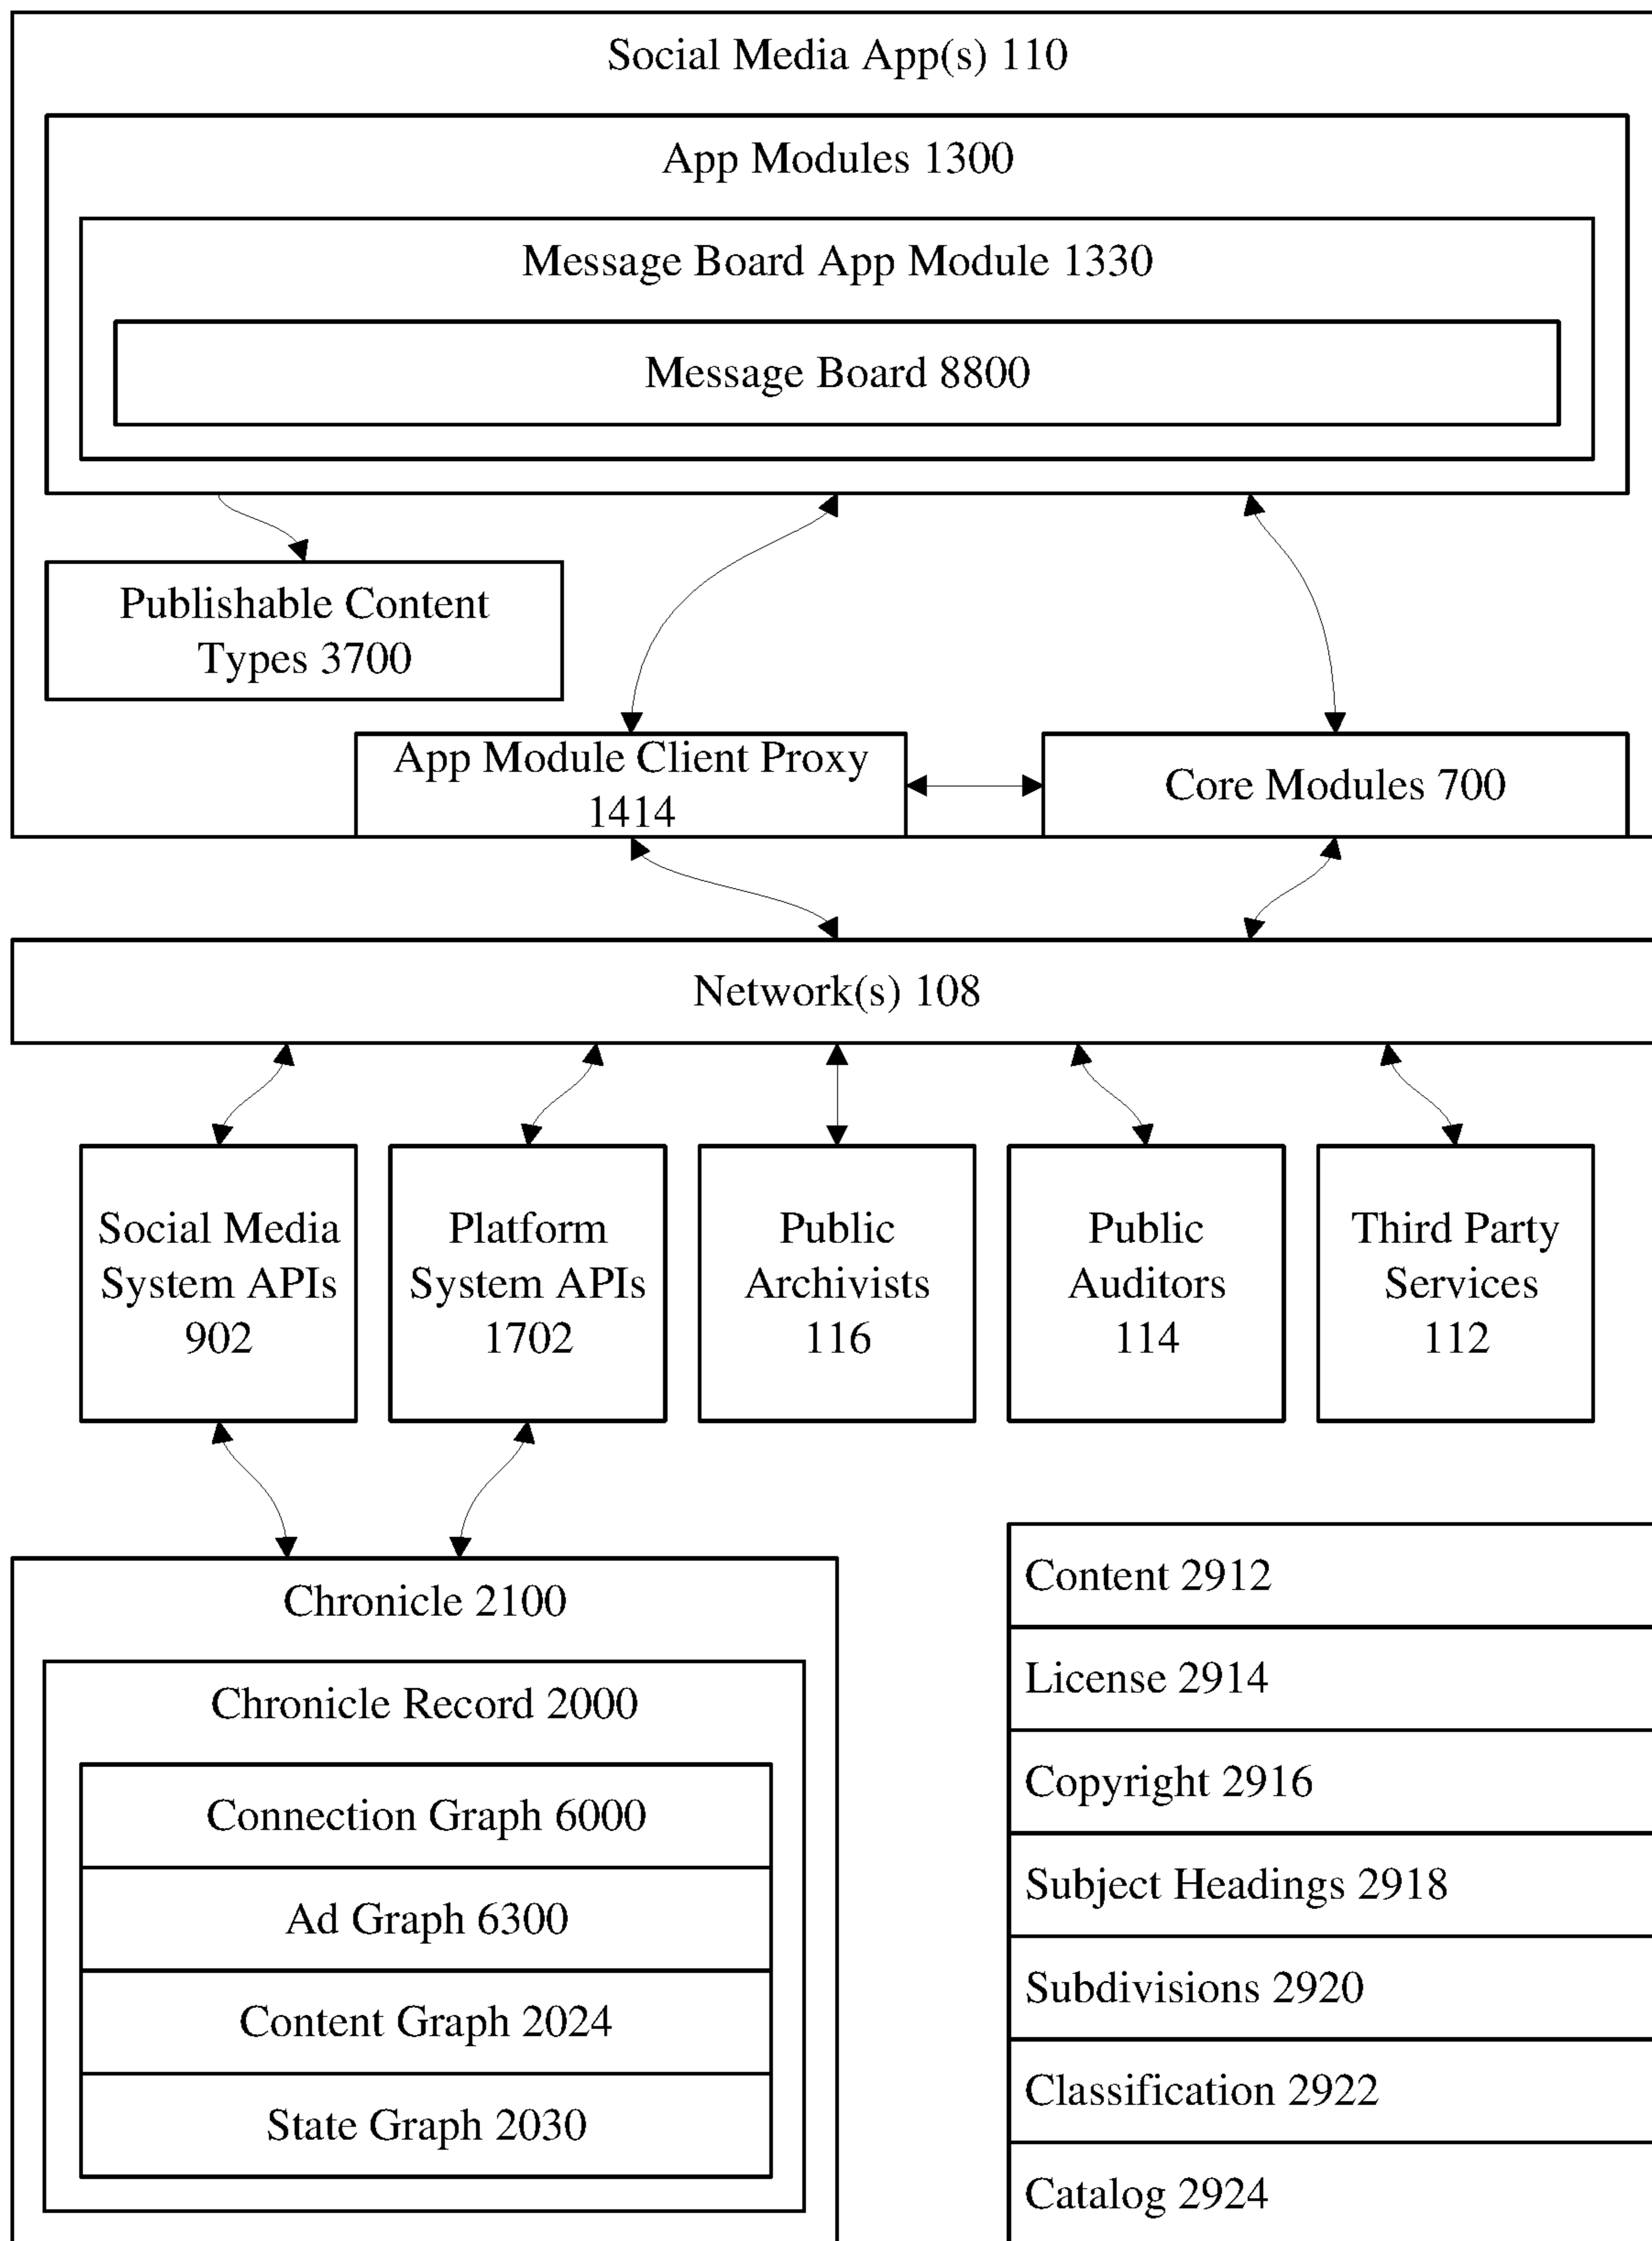 Social Media App(s) 110
App Modules 1300
Message Board App Module 1330
Message Board 8800
Publishable Content
Types 3700
App Module Client Proxy
1414
Core Modules 700
Network(s) 108
Social Media
System APIs
902
Platform
System APIs
1702
Public
Archivists
116
Public
Auditors
114
Third Party
Services
112
Chronicle 2100
Chronicle Record 2000
Connection Graph 6000
Ad Graph 6300
Content Graph 2024
State Graph 2030
Content 2912
License 2914
Copyright 2916
Subject Headings 2918
Subdivisions 2920
Classification 2922
Catalog 2924